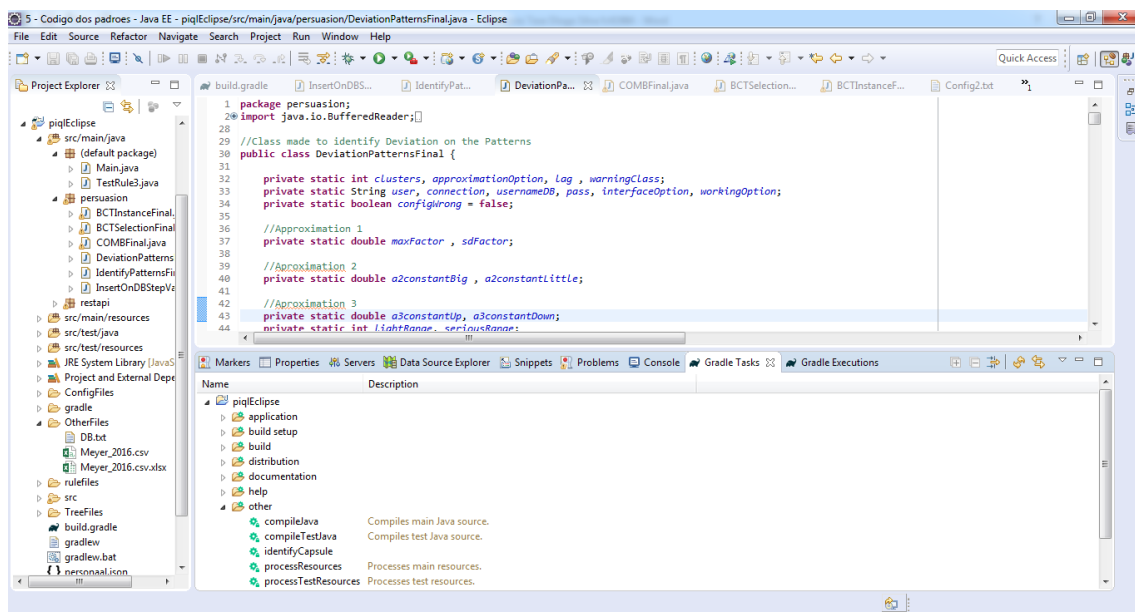 5 - Codigo dos padroes - Java EE - piqlEclipse/src/main/java/persuasion/DeviationPatternsFinal.java - Eclipse
File Edit Source Refactor Navigate Search Project Run Window Help
Quick Access
Project Explorer
piqlEclipse
src/main/java
(default package)
Main.java
TestRule3.java
persuasion
BCTInstanceFinal.
BCTSelectionFinal
COMBFinal.java
DeviationPatterns
IdentifyPatternsFi
InsertOnDBStepVa
restapi
src/main/resources
src/test/java
src/test/resources
JRE System Library [JavaS
Project and External Depe
ConfigFiles
gradle
OtherFiles
DB.txt
Meyer_2016.csv
Meyer_2016.csv.xlsx
rulefiles
src
TreeFiles
build.gradle
gradlew
gradlew.bat
personaal.json
build.gradle InsertOnDBS... IdentifyPat... DeviationPa... COMBFinal.java BCTSelection... BCTInstanceF... Config2.txt »1
1 package persuasion;
2 import java.io.BufferedReader;
28
29 //Class made to identify Deviation on the Patterns
30 public class DeviationPatternsFinal {
31
32 private static int clusters, approximationOption, lag , warningClass;
33 private static String user, connection, usernameDB, pass, interfaceOption, workingOption;
34 private static boolean configWrong = false;
35
36 //Approximation 1
37 private static double maxFactor , sdFactor;
38
39 //Aproximation 2
40 private static double a2constantBig , a2constantLittle;
41
42 //Aproximation 3
43 private static double a3constantUp, a3constantDown;
44 private static int lightRange, seriousRange;
Markers Properties Servers Data Source Explorer Snippets Problems Console Gradle Tasks Gradle Executions
Name Description
piqlEclipse
application
build setup
build
distribution
documentation
help
other
compileJava Compiles main Java source.
compileTestJava Compiles test Java source.
identifyCapsule
processResources Processes main resources.
processTestResources Processes test resources.